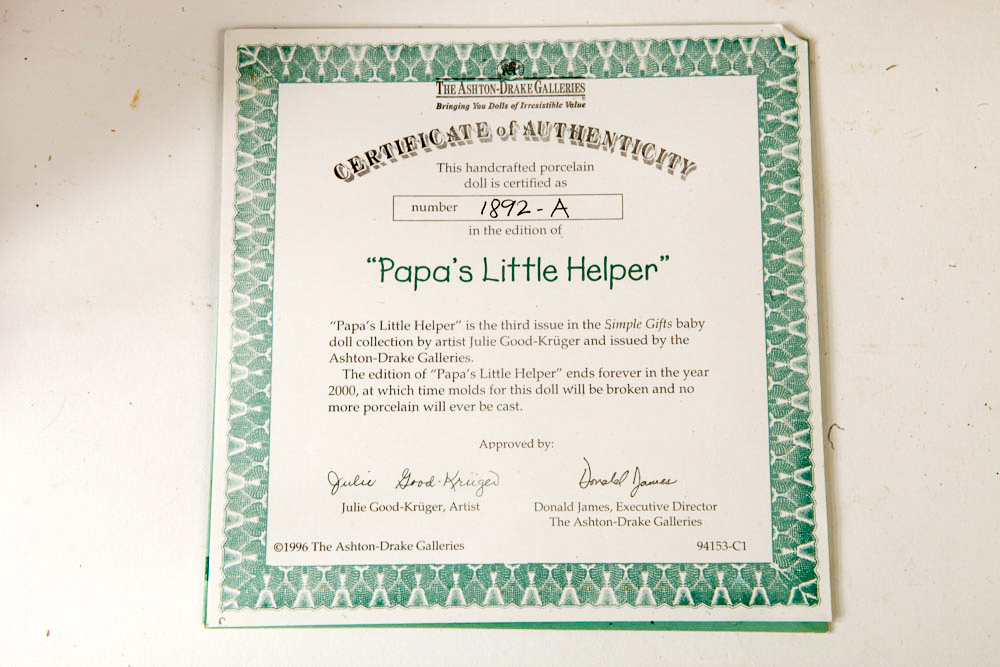 The Ashton-Drake Galleries
Bringing You Dolls of Irresistible Value
CERTIFICATE of AUTHENTICITY
This handcrafted porcelain
doll is certified as
number 1892-A
in the edition of
“Papa's Little Helper”
“Papa's Little Helper” is the third issue in the Simple Gifts baby
doll collection by artist Julie Good-Krüger and issued by the
Ashton-Drake Galleries.
The edition of “Papa's Little Helper” ends forever in the year
2000, at which time molds for this doll will be broken and no
more porcelain will ever be cast.
Approved by:
Julie Good-Krüger Donald James
Julie Good-Krüger, Artist Donald James, Executive Director
The Ashton-Drake Galleries
©1996 The Ashton-Drake Galleries 94153-C1